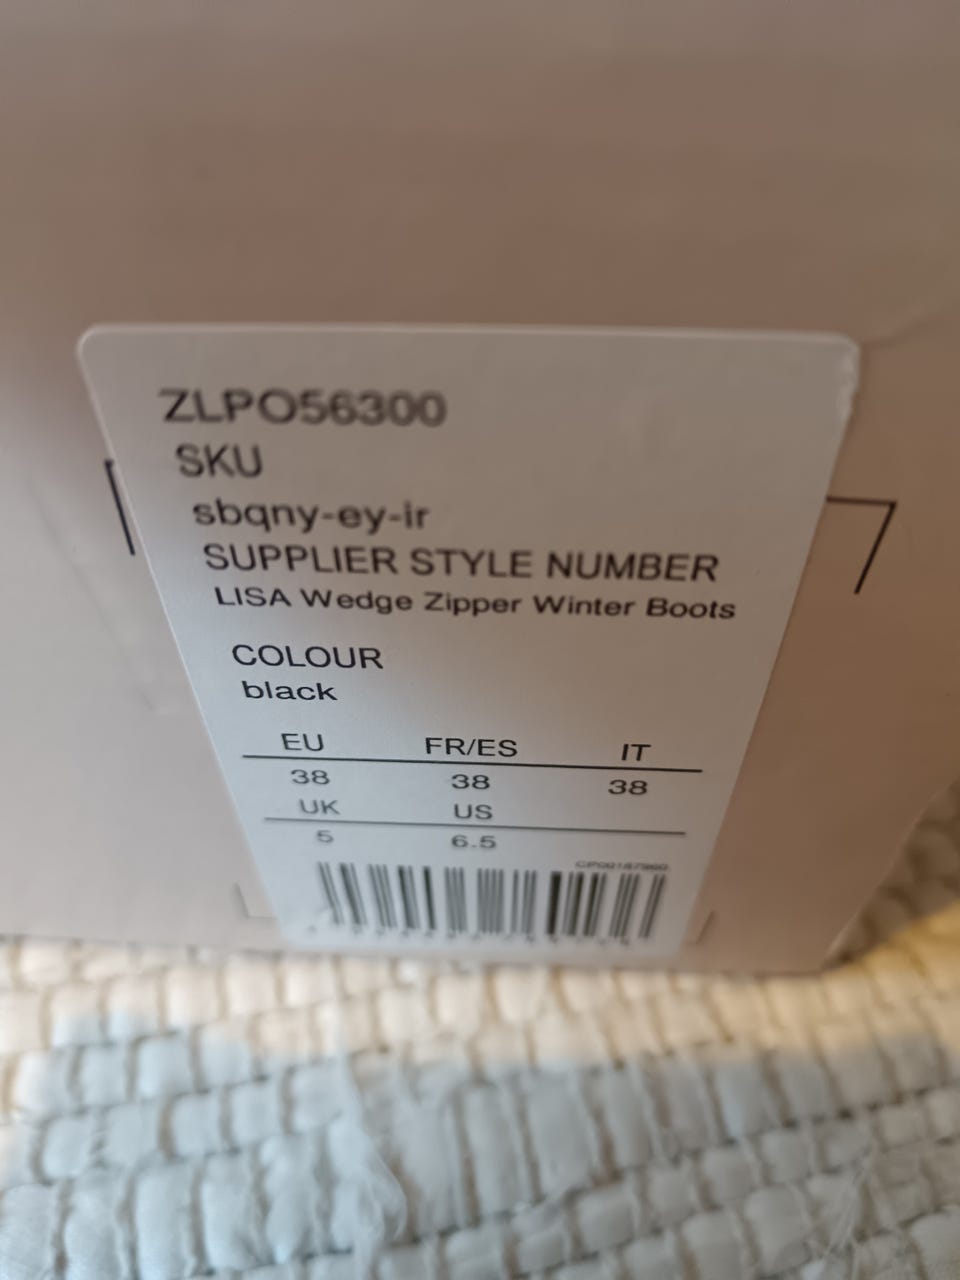 ZLPO56300
SKU
sbqny-ey-ir
SUPPLIER STYLE NUMBER
LISA Wedge Zipper Winter Boots
COLOUR
black
EU FR/ES IT
38 38 38
UK US
5 6.5